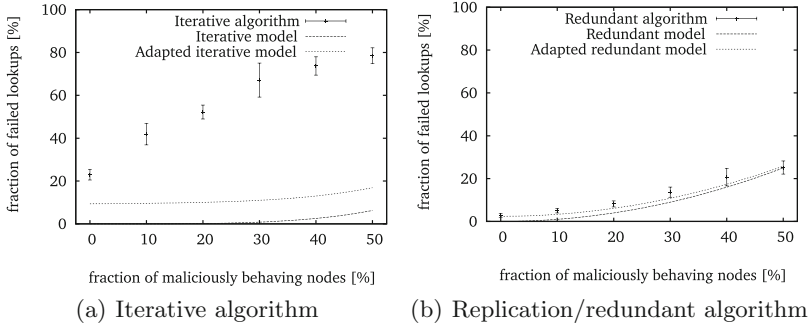 fraction of failed lookups [%]
100
80
60
40
20
0
Iterative algorithm
Iterative model
Adapted iterative model
0 10 20 30 40 50
fraction of maliciously behaving nodes [%]
(a) Iterative algorithm
fraction of failed lookups [%]
100
80
60
40
20
0
Redundant algorithm
Redundant model
Adapted redundant model
0 10 20 30 40 50
fraction of maliciously behaving nodes [%]
(b) Replication/redundant algorithm